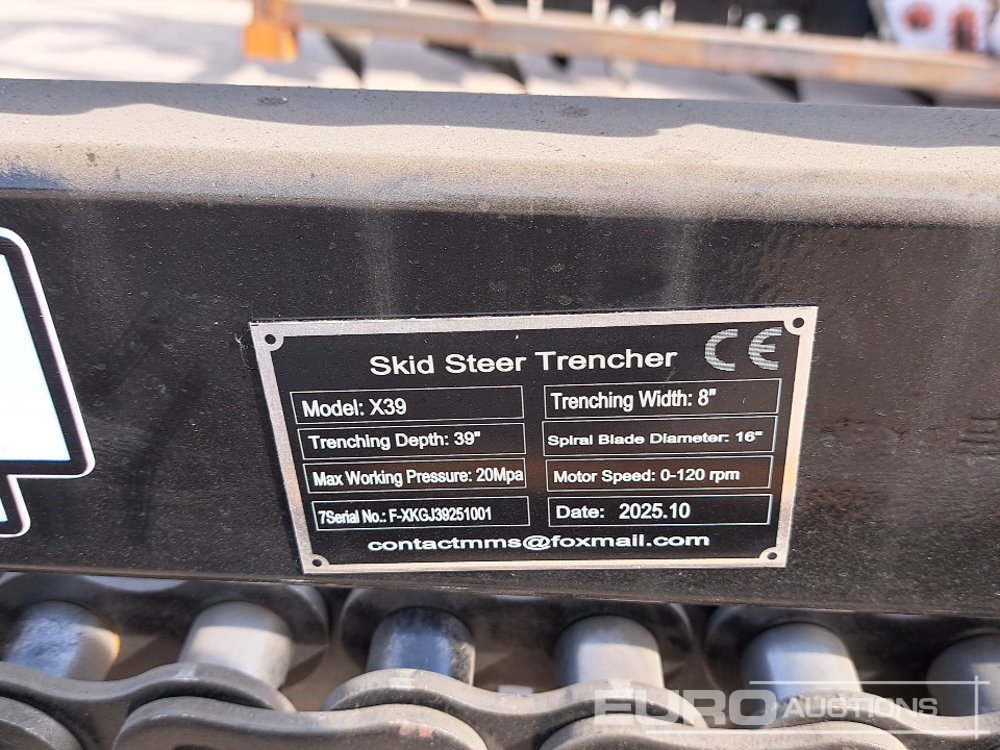 Skid Steer Trencher CE
Model: X39
Trenching Width: 8"
Trenching Depth: 39"
Spiral Blade Diameter: 16"
Max Working Pressure: 20Mpa
Motor Speed: 0-120 rpm
7Serial No.: F-XKGJ39251001
Date: 2025.10
contactmms@foxmail.com
EURO AUCTIONS